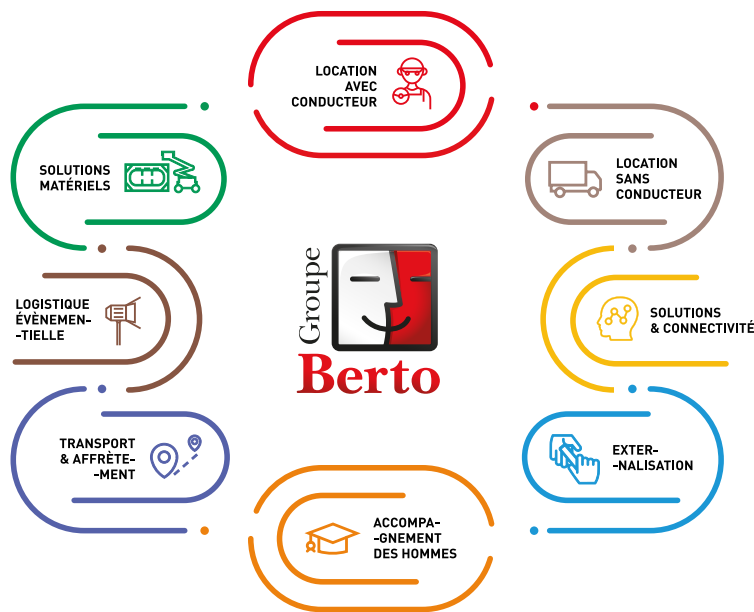 LOCATION
AVEC
CONDUCTEUR
SOLUTIONS
MATÉRIELS
LOCATION
SANS
CONDUCTEUR
LOGISTIQUE
ÉVÈNEMEN-
-TIELLE
Groupe
Berto
SOLUTIONS
& CONNECTIVITÉ
TRANSPORT
& AFFRÈTE-
-MENT
EXTER-
-NALISATION
ACCOMPA-
-GNEMENT
DES HOMMES